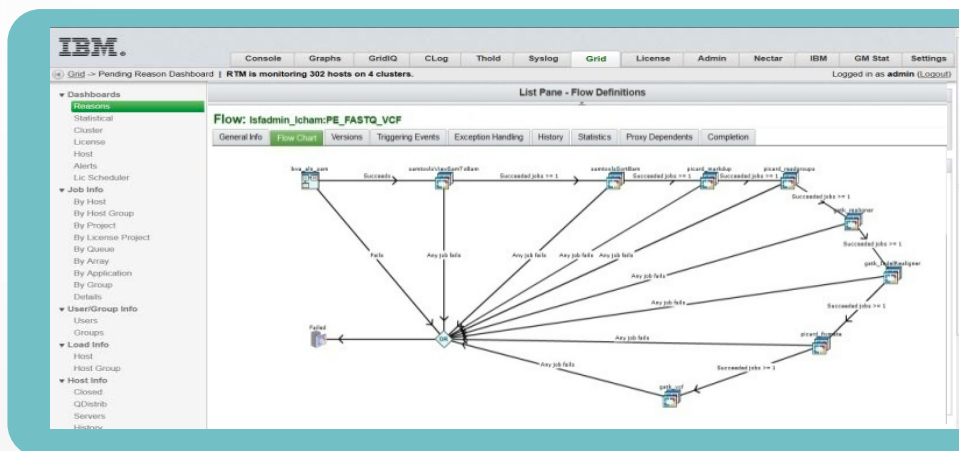 IBM.
Console Graphs GridIQ CLog Thold Syslog Grid License Admin Nectar IBM GM Stat Settings
Grid -> Pending Reason Dashboard | RTM is monitoring 302 hosts on 4 clusters. Logged in as admin (Logout)
Dashboards
Reasons
Statistical
Cluster
License
Host
Alerts
Lic Scheduler
Job Info
By Host
By Host Group
By Project
By License Project
By Queue
By Array
By Application
By Group
Details
User/Group Info
Users
Groups
Load Info
Host
Host Group
Host Info
Closed
QDistrib
Servers
History
List Pane - Flow Definitions
Flow: lsfadmin_lcham:PE_FASTQ_VCF
General Info Flow Chart Versions Triggering Events Exception Handling History Statistics Proxy Dependents Completion
bwa_aln_sam samtoolsViewSamToBam samtoolsSortBam picard_markdup picard_readgroups
Succeeds Succeeded jobs >= 1 Succeeded jobs >= 1 Succeeded jobs >= 1
Succeeded jobs >= 1
gatk_realigner
Succeeded jobs >= 1
Fails Any job fails Any job fails Any job fails Any job fails
gatk_IndelRealigner
Any job fails
Any job fails
Succeeded jobs >= 1
Failed
OR
Any job fails
Any job fails
Succeeded jobs >= 1
gatk_vcf